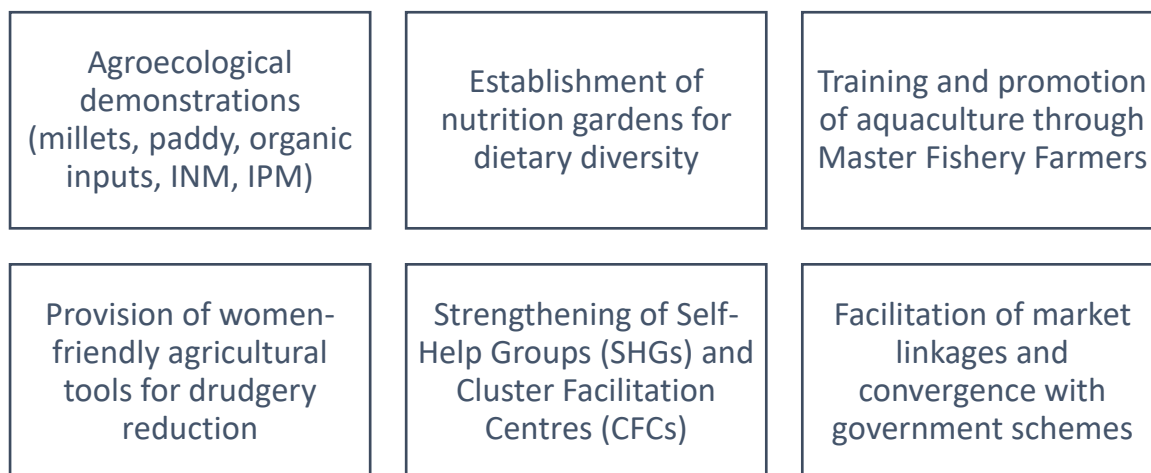 Agroecological
demonstrations
(millets, paddy, organic
inputs, INM, IPM)
Establishment of
nutrition gardens for
dietary diversity
Training and promotion
of aquaculture through
Master Fishery Farmers
Provision of women-
friendly agricultural
tools for drudgery
reduction
Strengthening of Self-
Help Groups (SHGs) and
Cluster Facilitation
Centres (CFCs)
Facilitation of market
linkages and
convergence with
government schemes